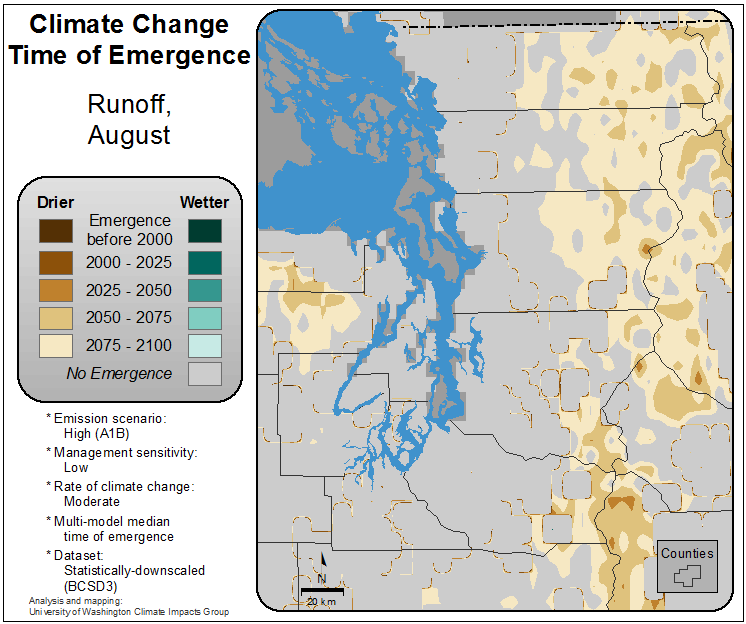 Climate Change
Time of Emergence
Runoff,
August
Drier Wetter
Emergence
before 2000
2000 - 2025
2025 - 2050
2050 - 2075
2075 - 2100
No Emergence
* Emission scenario:
High (A1B)
* Management sensitivity:
Low
* Rate of climate change:
Moderate
* Multi-model median
time of emergence
* Dataset:
Statistically-downscaled
(BCSD3)
Analysis and mapping:
University of Washington Climate Impacts Group
N
20 km
Counties